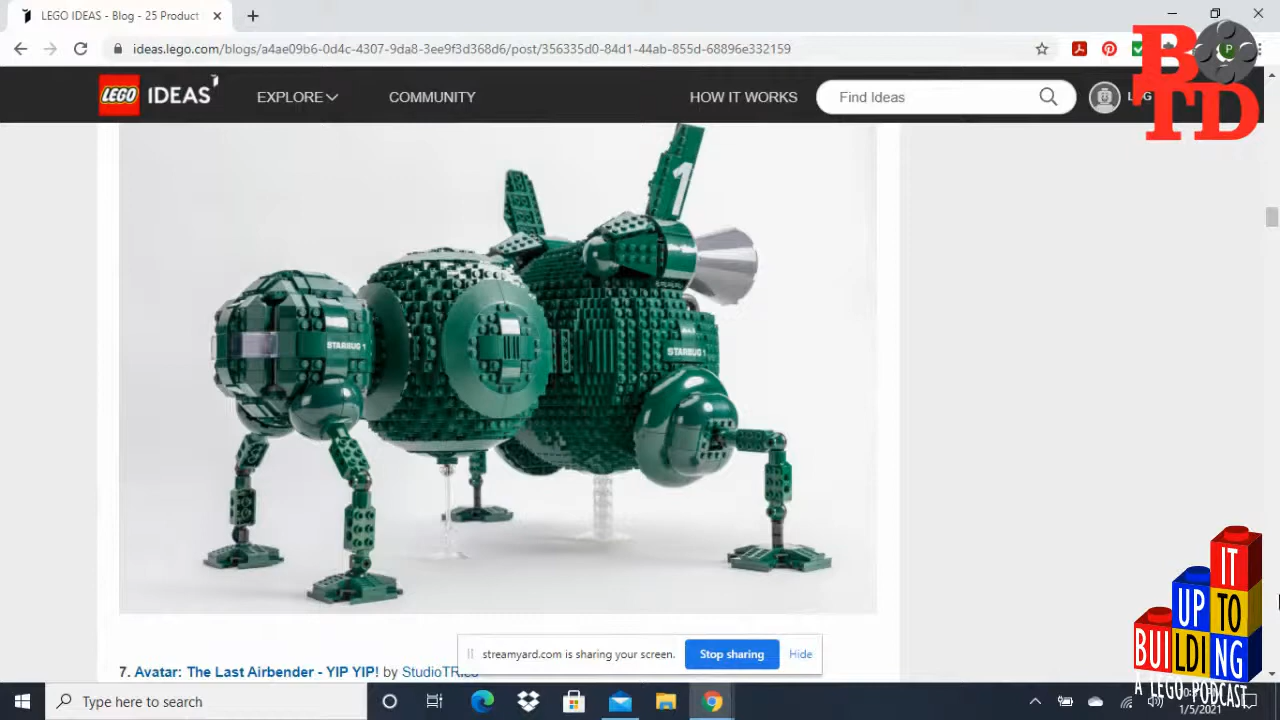 LEGO IDEAS - Blog - 25 Product
ideas.lego.com/blogs/a4ae09b6-0d4c-4307-9da8-3ee9f3d368d6/post/356335d0-84d1-44ab-855d-68896e332159
B TD
P
LEGO IDEAS
EXPLORE
COMMUNITY
HOW IT WORKS
Find Ideas
1
STARBUG 1
STARBUG 1
streamyard.com is sharing your screen.
Stop sharing
Hide
7. Avatar: The Last Airbender - YIP YIP! by
BUILDING
UP TO
IT
A LEGO PODCAST
Type here to search
1/5/2021